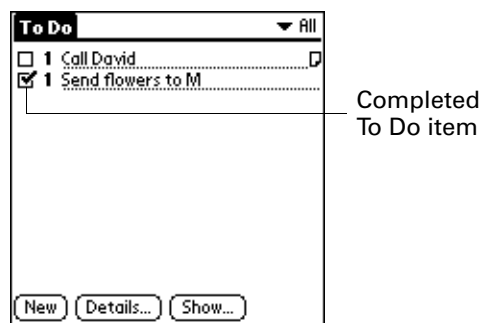 To Do
All
1 Call David
1 Send flowers to M
Completed
To Do item
New Details... Show...